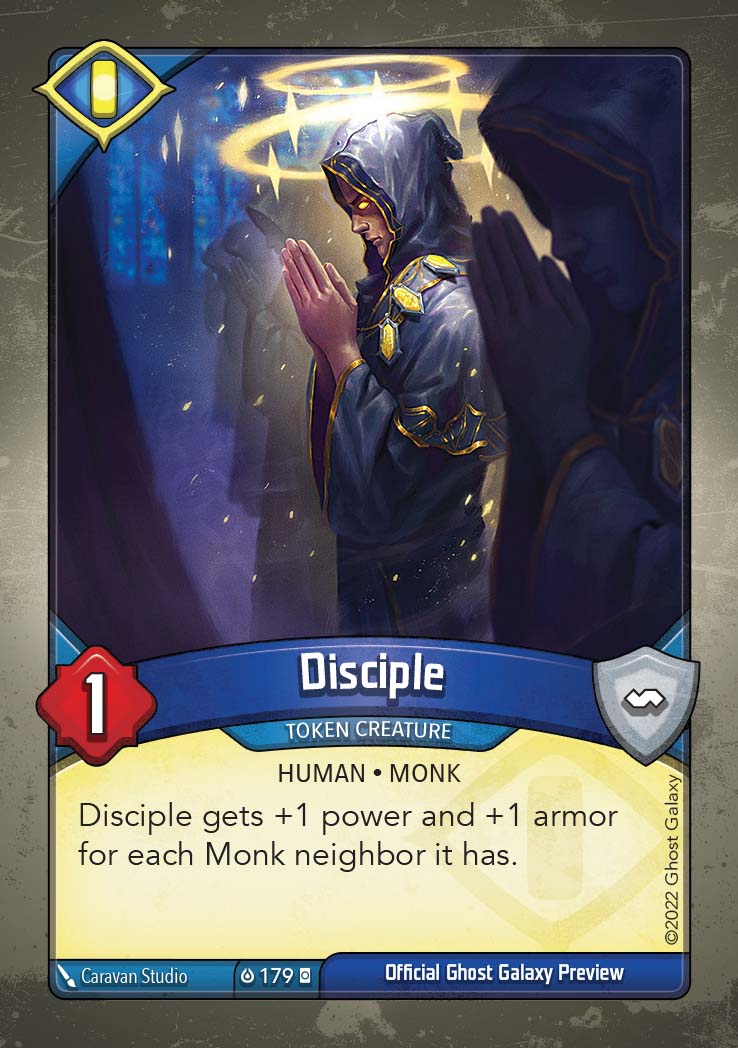 Disciple
1
TOKEN CREATURE
HUMAN • MONK
Disciple gets +1 power and +1 armor
for each Monk neighbor it has.
©2022 Ghost Galaxy
Caravan Studio
179
Official Ghost Galaxy Preview